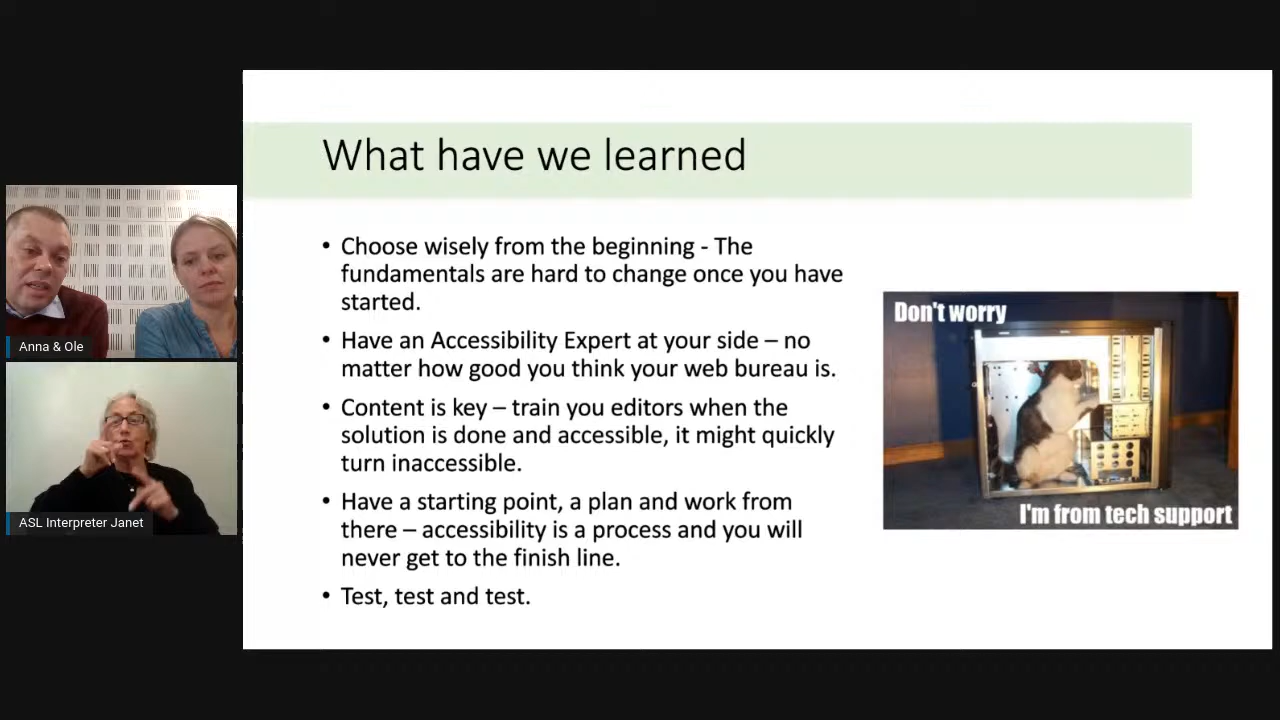 What have we learned
• Choose wisely from the beginning - The
fundamentals are hard to change once you have
started.
• Have an Accessibility Expert at your side – no
matter how good you think your web bureau is.
• Content is key – train you editors when the
solution is done and accessible, it might quickly
turn inaccessible.
• Have a starting point, a plan and work from
there – accessibility is a process and you will
never get to the finish line.
• Test, test and test.
Don't worry
I'm from tech support
Anna & Ole
ASL Interpreter Janet